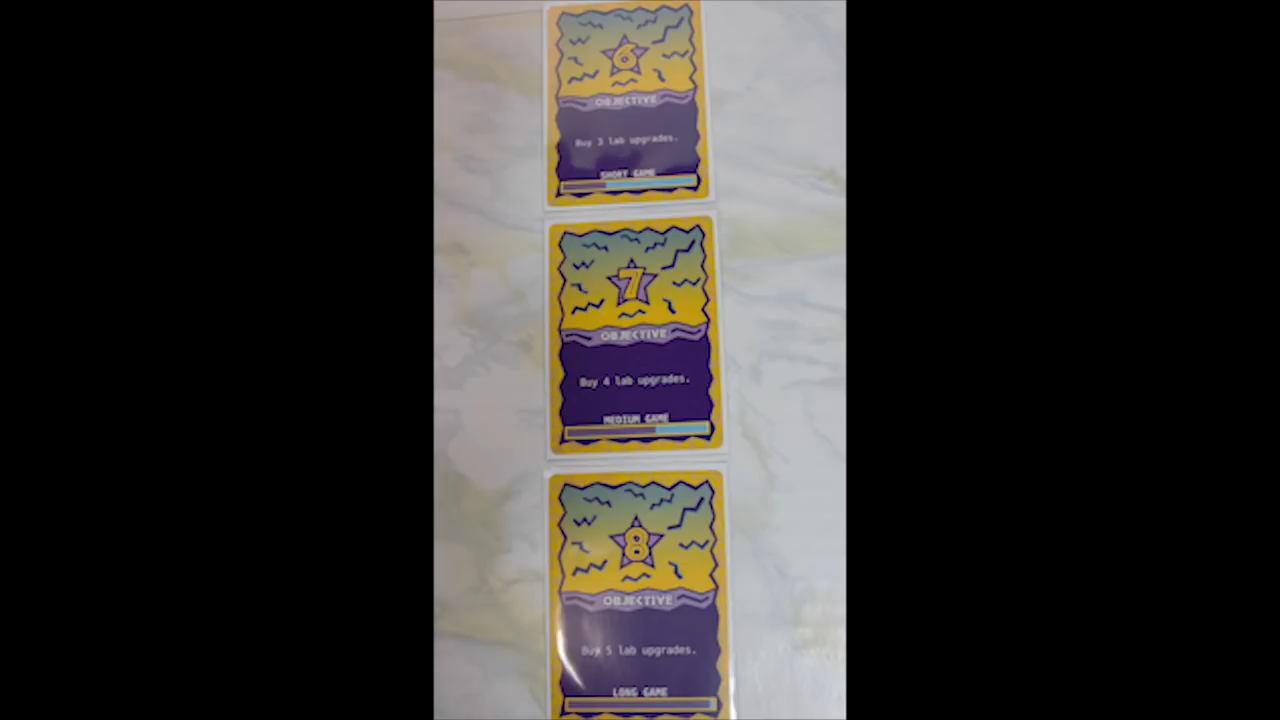 6
OBJECTIVE
Buy 3 lab upgrades.
SHORT GAME
7
OBJECTIVE
Buy 4 lab upgrades.
MEDIUM GAME
8
OBJECTIVE
Buy 5 lab upgrades.
LONG GAME